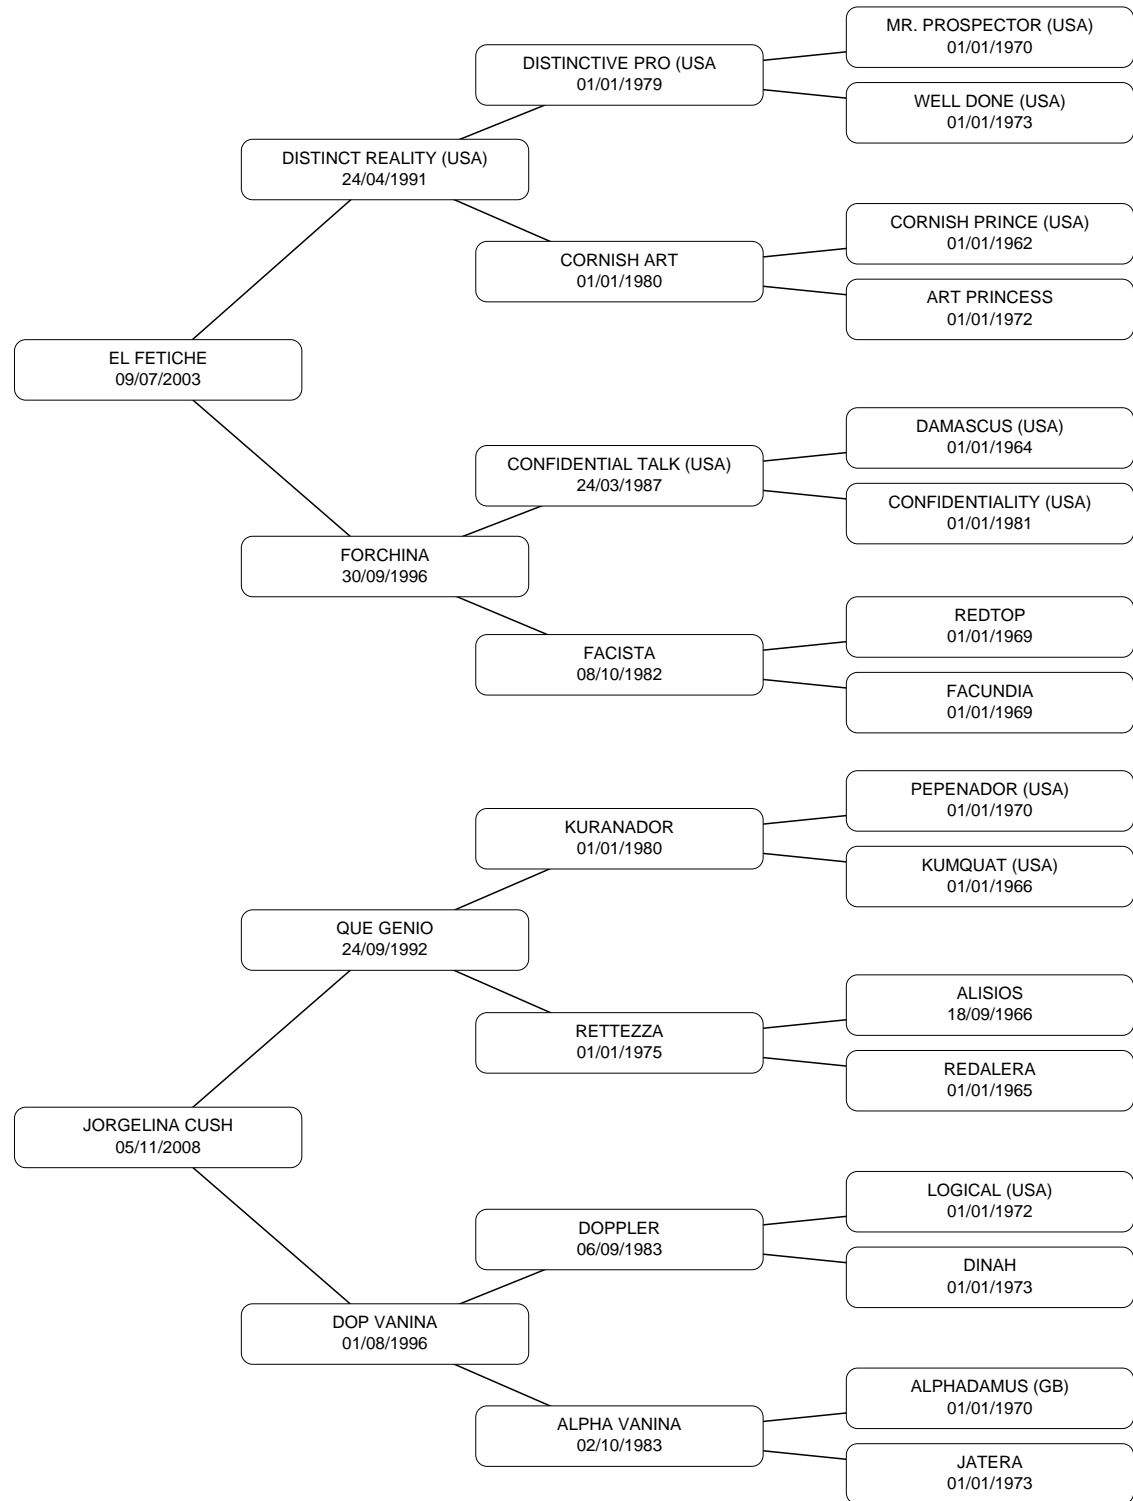 MR. PROSPECTOR (USA)
01/01/1970
DISTINCTIVE PRO (USA
01/01/1979
WELL DONE (USA)
01/01/1973
DISTINCT REALITY (USA)
24/04/1991
CORNISH PRINCE (USA)
01/01/1962
CORNISH ART
01/01/1980
ART PRINCESS
01/01/1972
EL FETICHE
09/07/2003
DAMASCUS (USA)
01/01/1964
CONFIDENTIAL TALK (USA)
24/03/1987
CONFIDENTIALITY (USA)
01/01/1981
FORCHINA
30/09/1996
REDTOP
01/01/1969
FACISTA
08/10/1982
FACUNDIA
01/01/1969
PEPENADOR (USA)
01/01/1970
KURANADOR
01/01/1980
KUMQUAT (USA)
01/01/1966
QUE GENIO
24/09/1992
ALISIOS
18/09/1966
RETTEZZA
01/01/1975
REDALERA
01/01/1965
JORGELINA CUSH
05/11/2008
LOGICAL (USA)
01/01/1972
DOPPLER
06/09/1983
DINAH
01/01/1973
DOP VANINA
01/08/1996
ALPHADAMUS (GB)
01/01/1970
ALPHA VANINA
02/10/1983
JATERA
01/01/1973